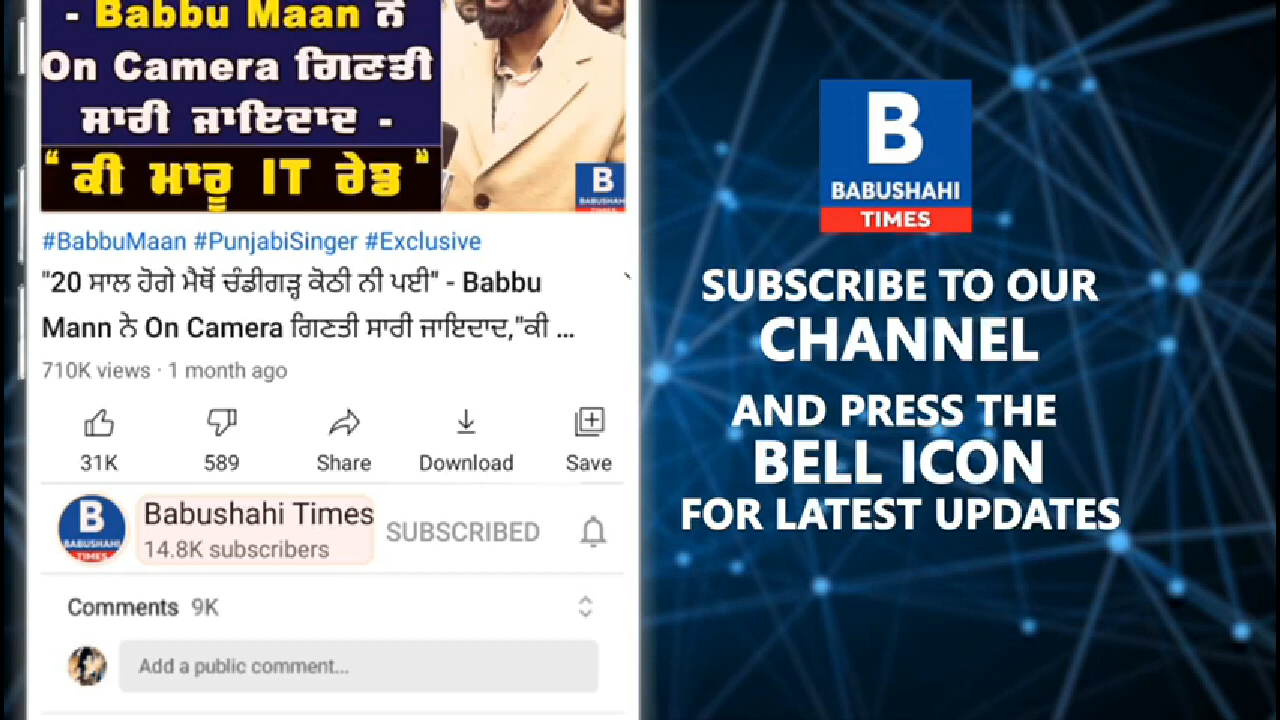 - Babbu Maan ਨੇ
On Camera ਗਿਣਤੀ
ਸਾਰੀ ਜਾਇਦਾਦ -
“ ਕੀ ਮਾਰੂ IT ਰੇਡ ”
B
BABUSHAHI
#BabbuMaan #PunjabiSinger #Exclusive
"20 ਸਾਲ ਹੋਗੇ ਮੈਥੋਂ ਚੰਡੀਗੜ੍ਹ ਕੋਠੀ ਨੀ ਪਈ" - Babbu
Mann ਨੇ On Camera ਗਿਣਤੀ ਸਾਰੀ ਜਾਇਦਾਦ,"ਕੀ ...
710K views · 1 month ago
31K 589 Share Download Save
B
BABUSHAHI
TIMES
Babushahi Times
14.8K subscribers
SUBSCRIBED
Comments 9K
Add a public comment...
B
BABUSHAHI
TIMES
SUBSCRIBE TO OUR
CHANNEL
AND PRESS THE
BELL ICON
FOR LATEST UPDATES